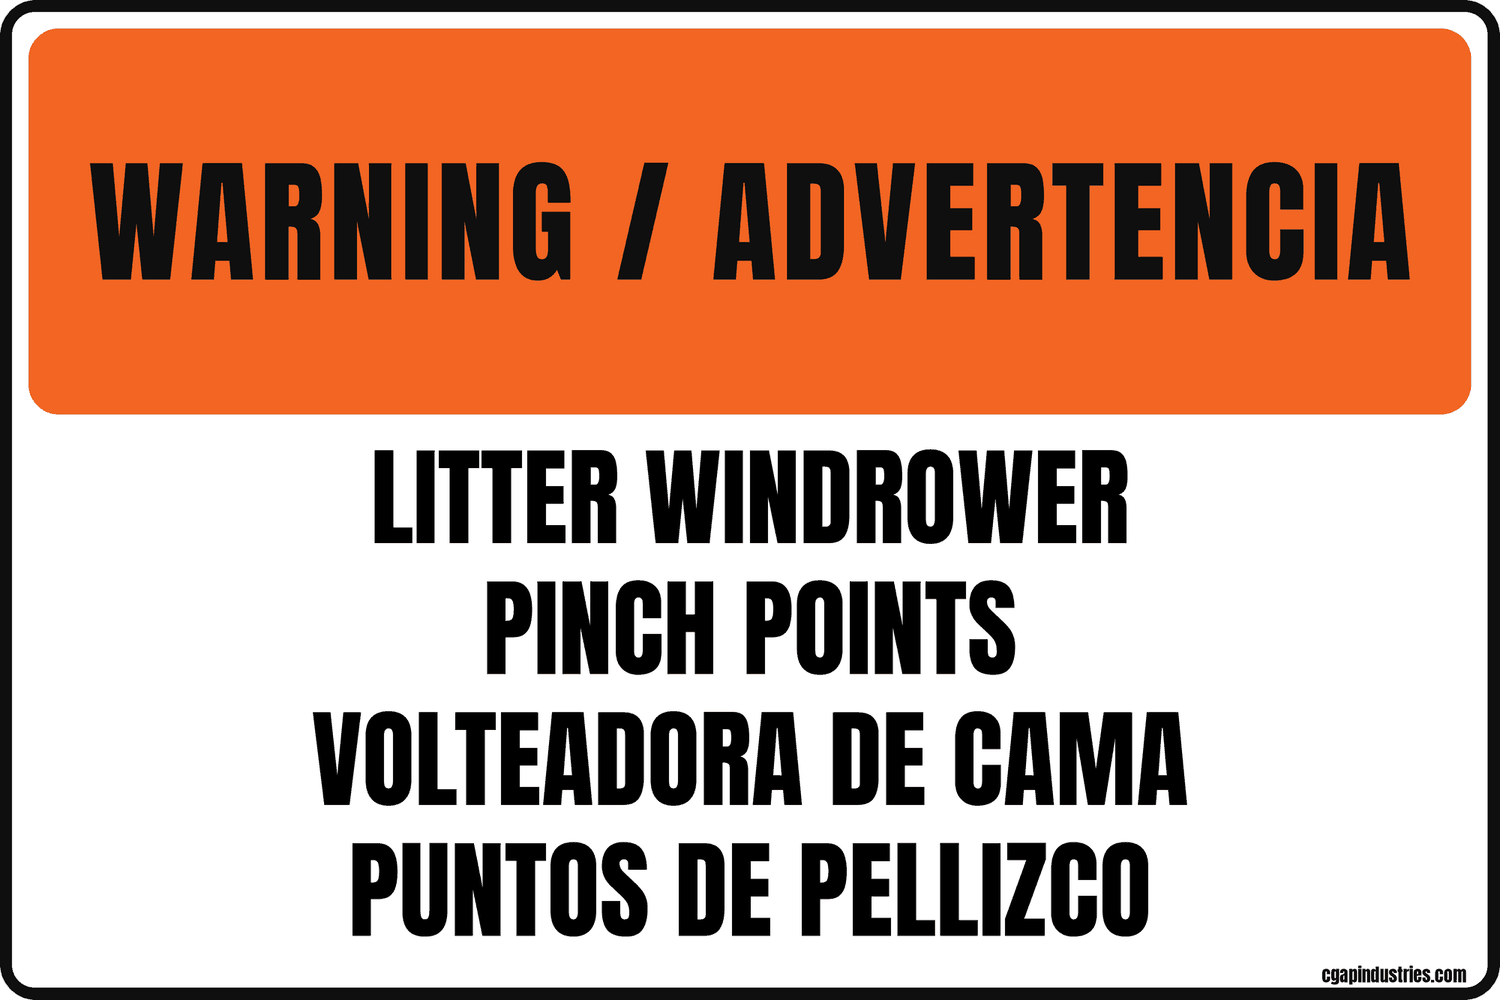 WARNING / ADVERTENCIA
LITTER WINDROWER
PINCH POINTS
VOLTEADORA DE CAMA
PUNTOS DE PELLIZCO
cgapindustries.com